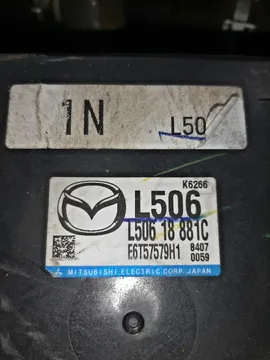 1N
L50
K6266
L506
L506 18 881C
E6T57579H1 8407
0059
MITSUBISHI ELECTRIC CORP. JAPAN